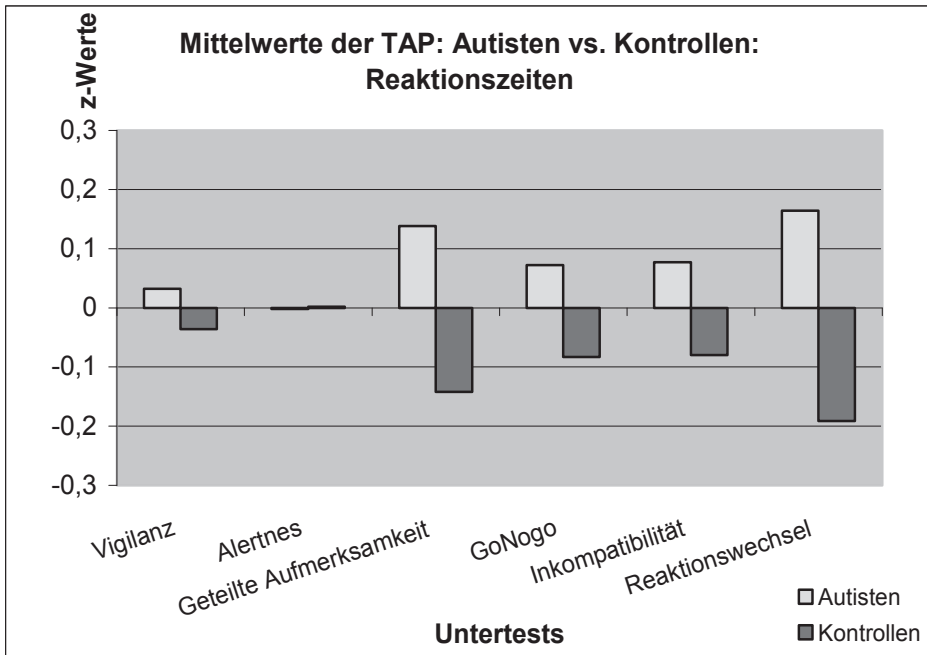 Mittelwerte der TAP: Autisten vs. Kontrollen:
Reaktionszeiten
z-Werte
0,3
0,2
0,1
0
-0,1
-0,2
-0,3
Vigilanz
Alertnes
Geteilte Aufmerksamkeit
GoNogo
Inkompatibilität
Reaktionswechsel
Untertests
Autisten
Kontrollen